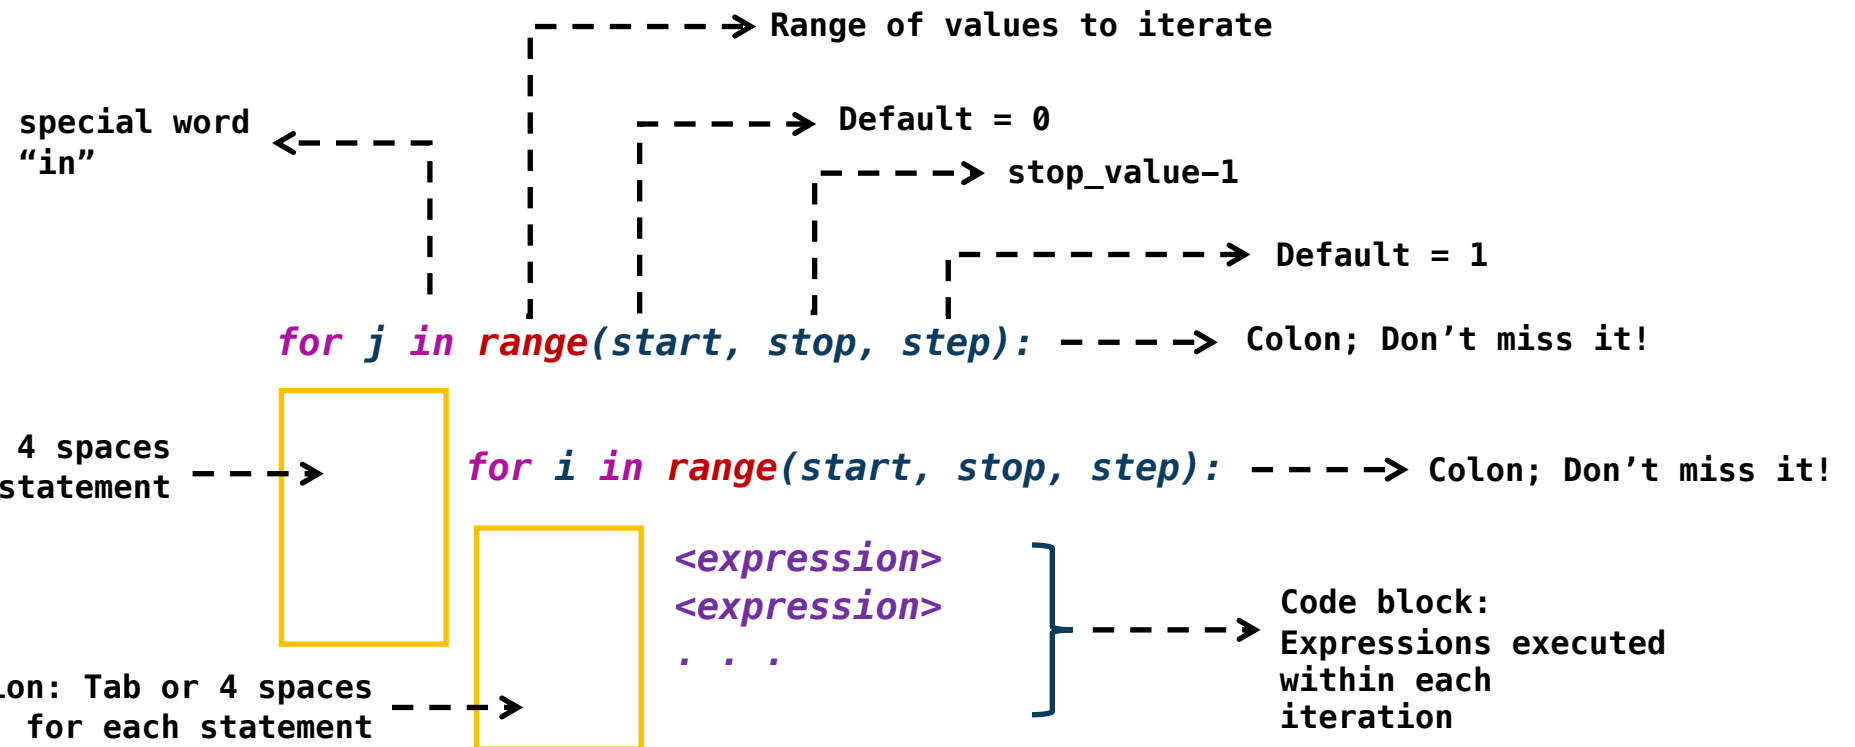 Range of values to iterate
special word
“in”
Default = 0
stop_value–1
Default = 1
for j in range(start, stop, step):
Colon; Don’t miss it!
4 spaces
statement
for i in range(start, stop, step):
Colon; Don’t miss it!
<expression>
<expression>
. . .
Code block:
Expressions executed
within each
iteration
: Tab or 4 spaces
for each statement